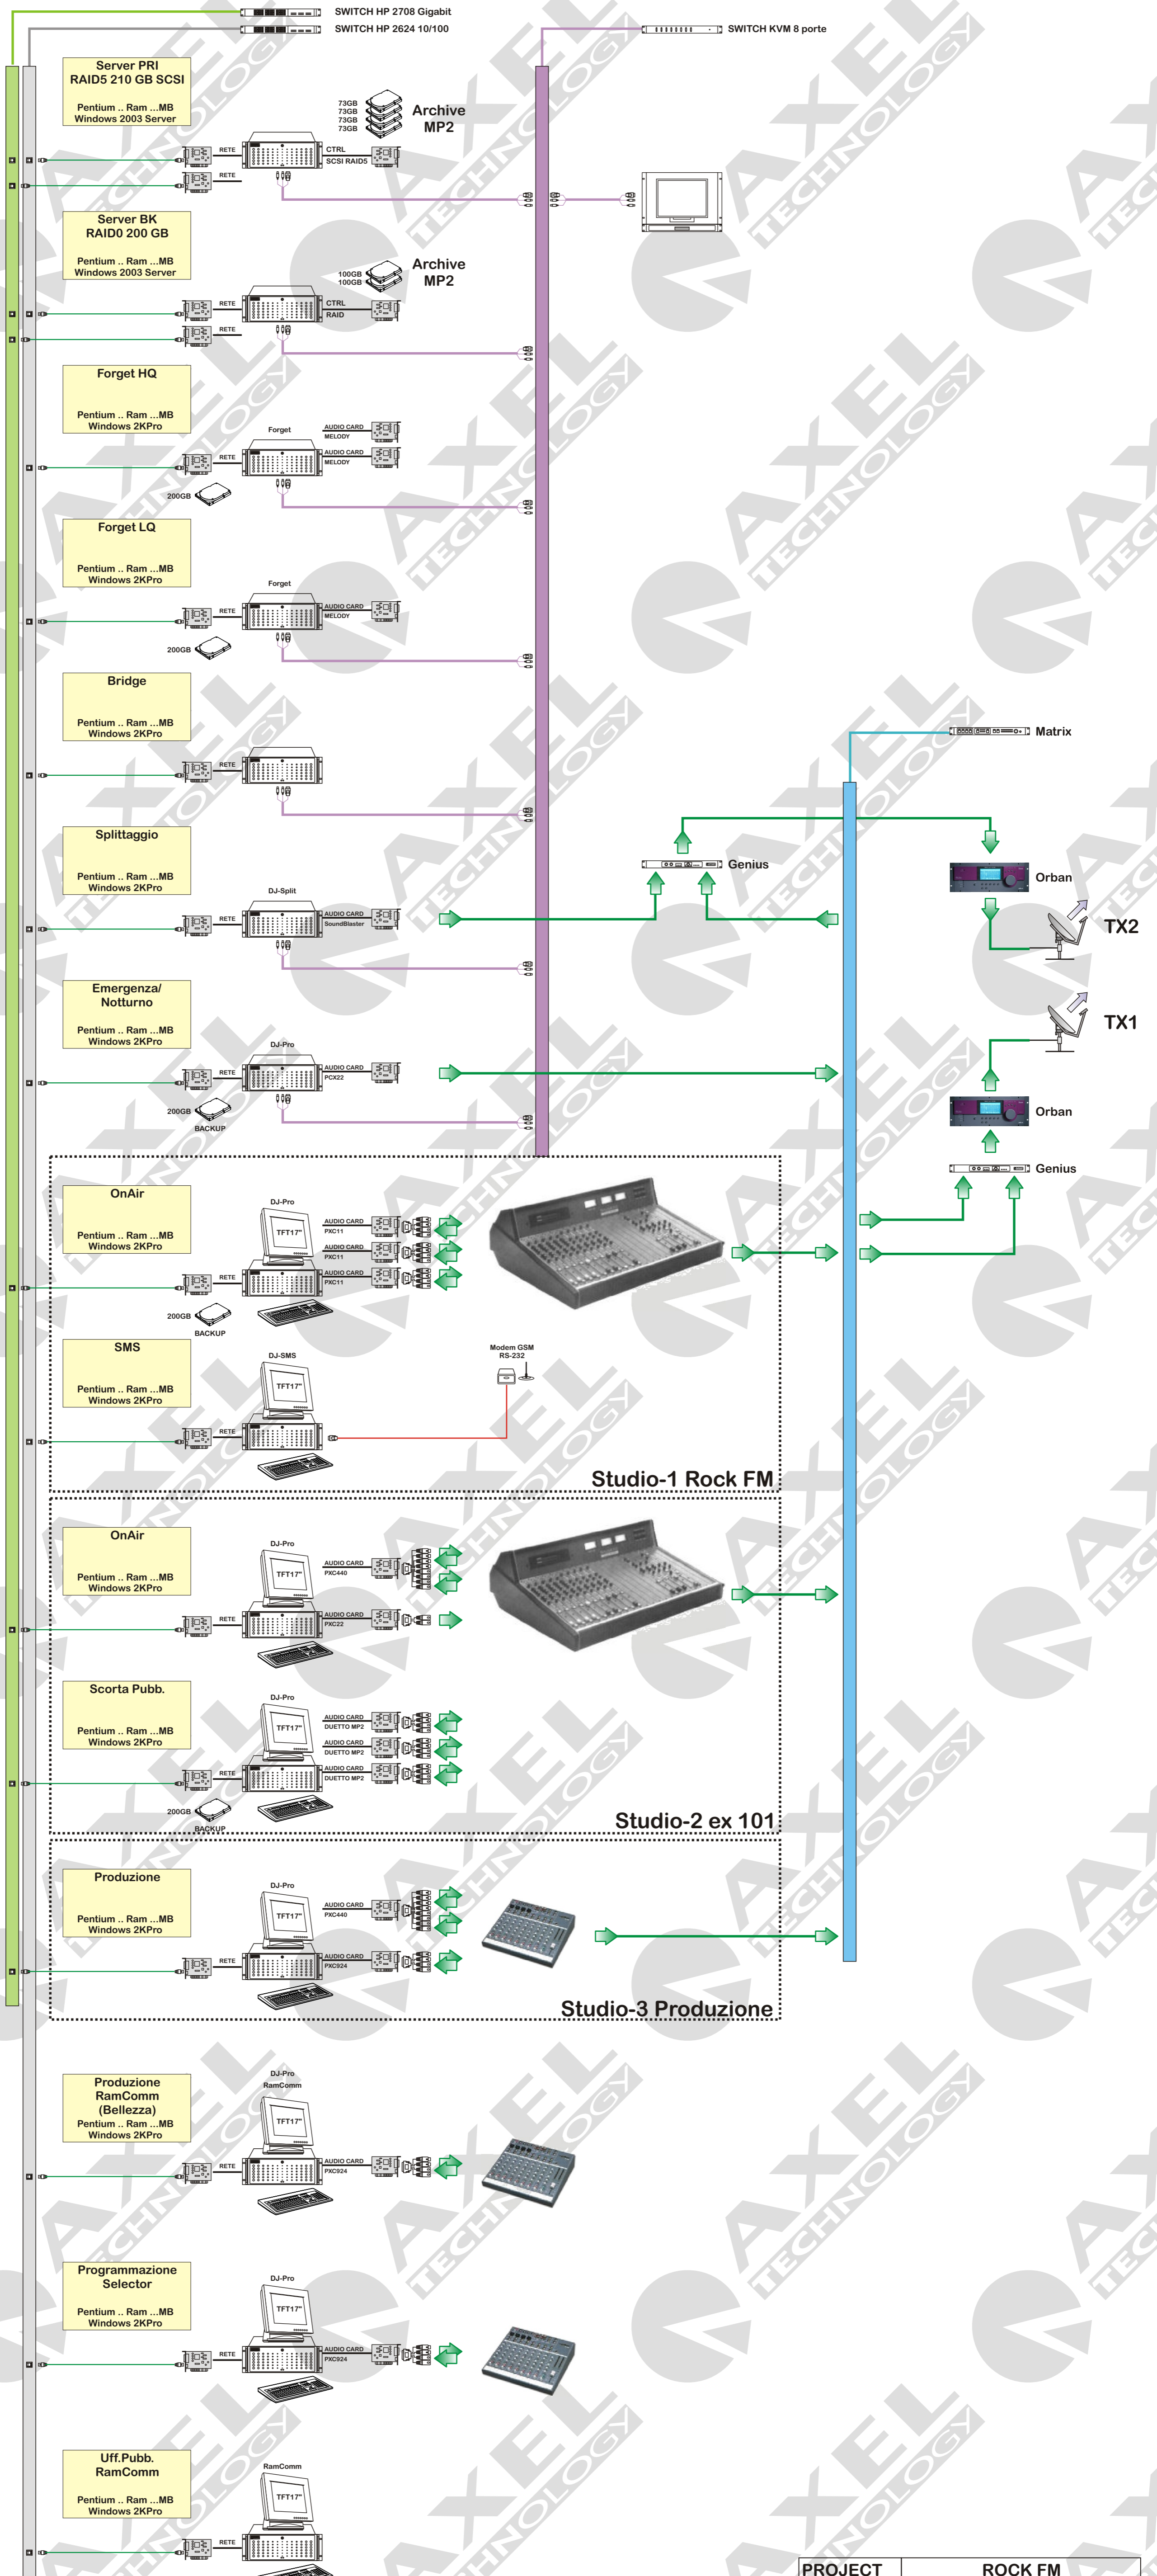 SWITCH HP 2708 Gigabit
SWITCH HP 2624 10/100
SWITCH KVM 8 porte
Server PRI
RAID5 210 GB SCSI
Pentium .. Ram ...MB
Windows 2003 Server
73GB
73GB
73GB
73GB
Archive
MP2
RETE
CTRL
SCSI RAID5
RETE
Server BK
RAID0 200 GB
Pentium .. Ram ...MB
Windows 2003 Server
100GB
100GB
Archive
MP2
RETE
CTRL
RAID
RETE
Forget HQ
Pentium .. Ram ...MB
Windows 2KPro
Forget
AUDIO CARD
MELODY
AUDIO CARD
MELODY
RETE
200GB
Forget LQ
Pentium .. Ram ...MB
Windows 2KPro
Forget
RETE
AUDIO CARD
MELODY
200GB
Bridge
Pentium .. Ram ...MB
Windows 2KPro
RETE
Matrix
Splittaggio
Pentium .. Ram ...MB
Windows 2KPro
DJ-Split
RETE
AUDIO CARD
SoundBlaster
Genius
Orban
TX2
Emergenza/
Notturno
Pentium .. Ram ...MB
Windows 2KPro
DJ-Pro
RETE
AUDIO CARD
PCX22
200GB
BACKUP
TX1
Orban
Genius
OnAir
Pentium .. Ram ...MB
Windows 2KPro
DJ-Pro
TFT17"
AUDIO CARD
PXC11
AUDIO CARD
PXC11
AUDIO CARD
PXC11
RETE
200GB
BACKUP
SMS
Pentium .. Ram ...MB
Windows 2KPro
DJ-SMS
TFT17"
RETE
Modem GSM
RS-232
Studio-1 Rock FM
OnAir
Pentium .. Ram ...MB
Windows 2KPro
DJ-Pro
TFT17"
AUDIO CARD
PXC440
AUDIO CARD
PXC22
RETE
Scorta Pubb.
Pentium .. Ram ...MB
Windows 2KPro
DJ-Pro
TFT17"
AUDIO CARD
DUETTO MP2
AUDIO CARD
DUETTO MP2
AUDIO CARD
DUETTO MP2
RETE
200GB
BACKUP
Studio-2 ex 101
Produzione
Pentium .. Ram ...MB
Windows 2KPro
DJ-Pro
TFT17"
AUDIO CARD
PXC440
AUDIO CARD
PXC924
RETE
Studio-3 Produzione
Produzione
RamComm
(Bellezza)
Pentium .. Ram ...MB
Windows 2KPro
DJ-Pro
RamComm
TFT17"
RETE
AUDIO CARD
PXC924
Programmazione
Selector
Pentium .. Ram ...MB
Windows 2KPro
DJ-Pro
TFT17"
RETE
AUDIO CARD
PXC924
Uff.Pubb.
RamComm
Pentium .. Ram ...MB
Windows 2KPro
RamComm
TFT17"
RETE
PROJECT
ROCK FM
AXEL
TECHNOLOGY